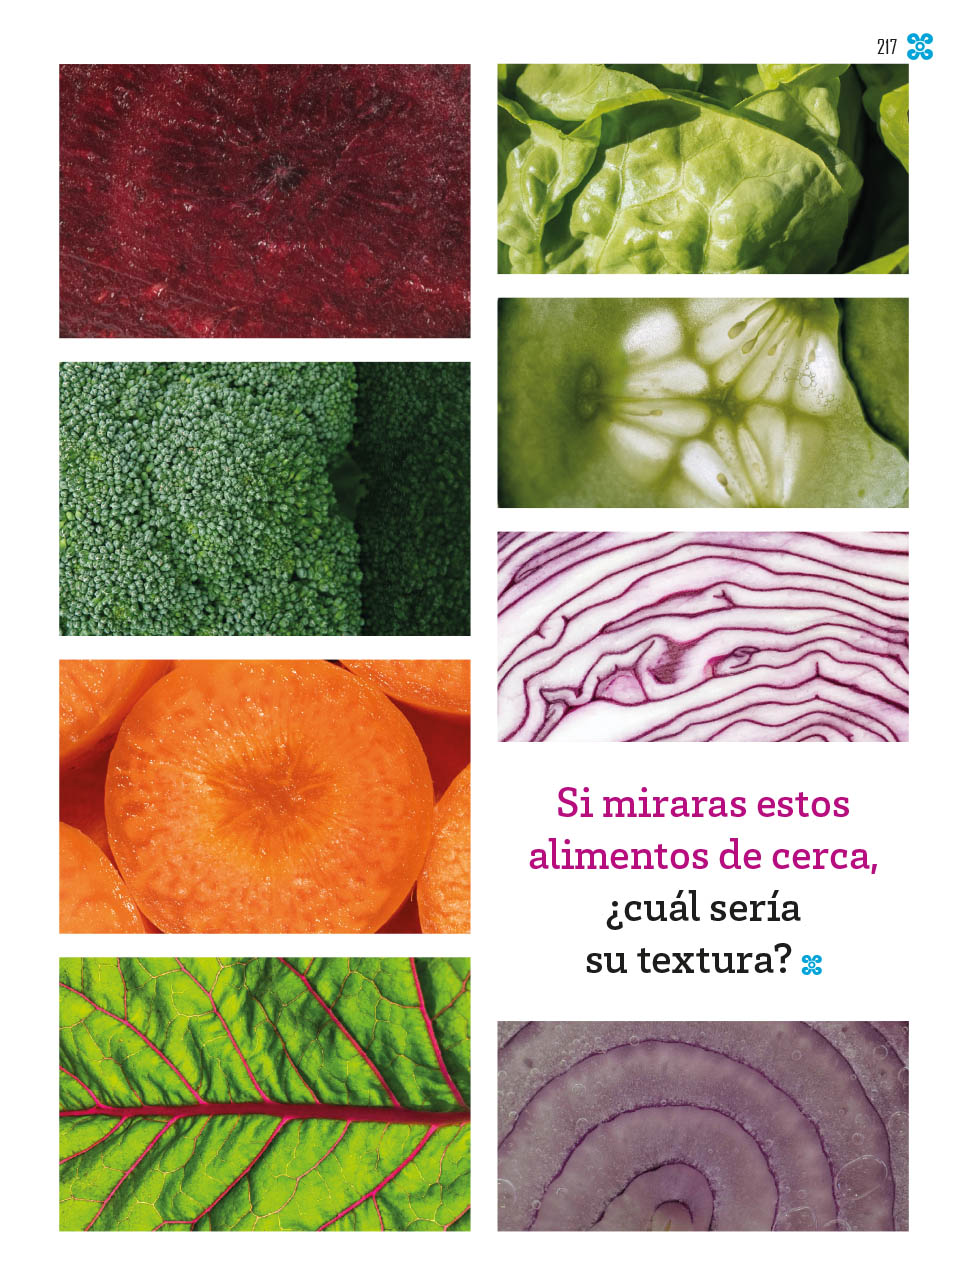 217
Si miraras estos
alimentos de cerca,
¿cuál sería
su textura?